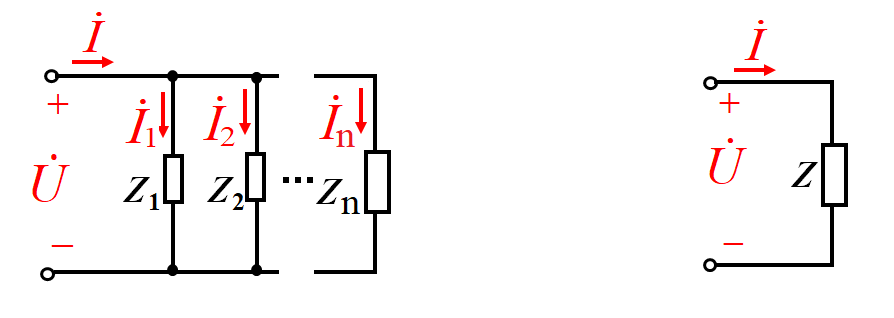 İ İ
+ İ1 İ2 İn +
U̇ Z1 Z2 ... Zn U̇ Z
− −